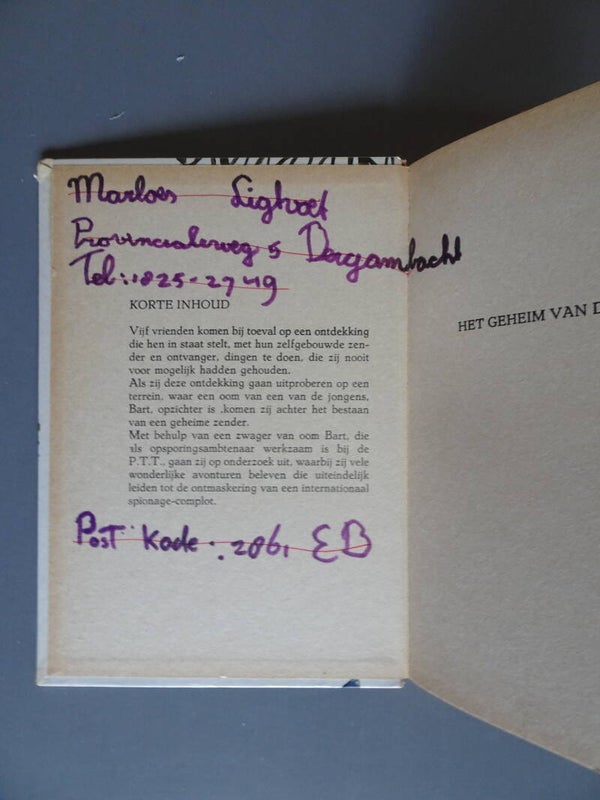 Marloes Ligtvoet
Provincialeweg 5 Bergambacht
Tel: 1825-2749
KORTE INHOUD
Vijf vrienden komen bij toeval op een ontdekking
die hen in staat stelt, met hun zelfgebouwde zen-
der en ontvanger, dingen te doen, die zij nooit
voor mogelijk hadden gehouden.
Als zij deze ontdekking gaan uitproberen op een
terrein, waar een oom van een van de jongens,
Bart, opzichter is .komen zij achter het bestaan
van een geheime zender.
Met behulp van een zwager van oom Bart, die
als opsporingsambtenaar werkzaam is bij de
P.T.T., gaan zij op onderzoek uit, waarbij zij vele
wonderlijke avonturen beleven die uiteindelijk
leiden tot de ontmaskering van een internationaal
spionage-complot.
Post Kode: 2861 EB
HET GEHEIM VAN D